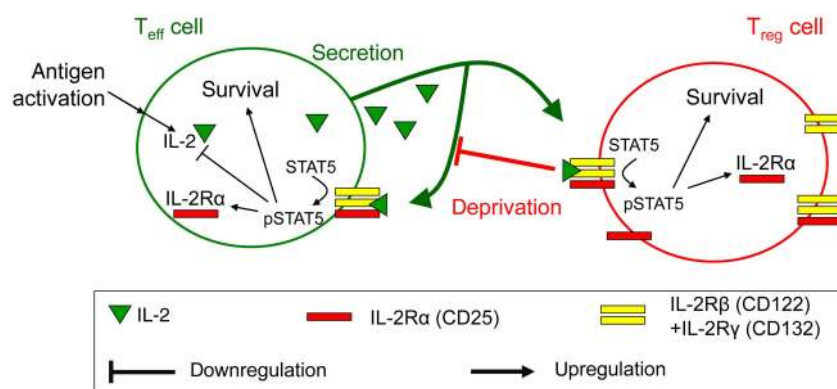 Teff cell
Treg cell
Secretion
Antigen
activation
Survival
IL-2
STAT5
IL-2Rα
pSTAT5
Deprivation
Survival
STAT5
IL-2Rα
pSTAT5
IL-2
IL-2Rα (CD25)
IL-2Rβ (CD122)
+IL-2Rγ (CD132)
Downregulation
Upregulation